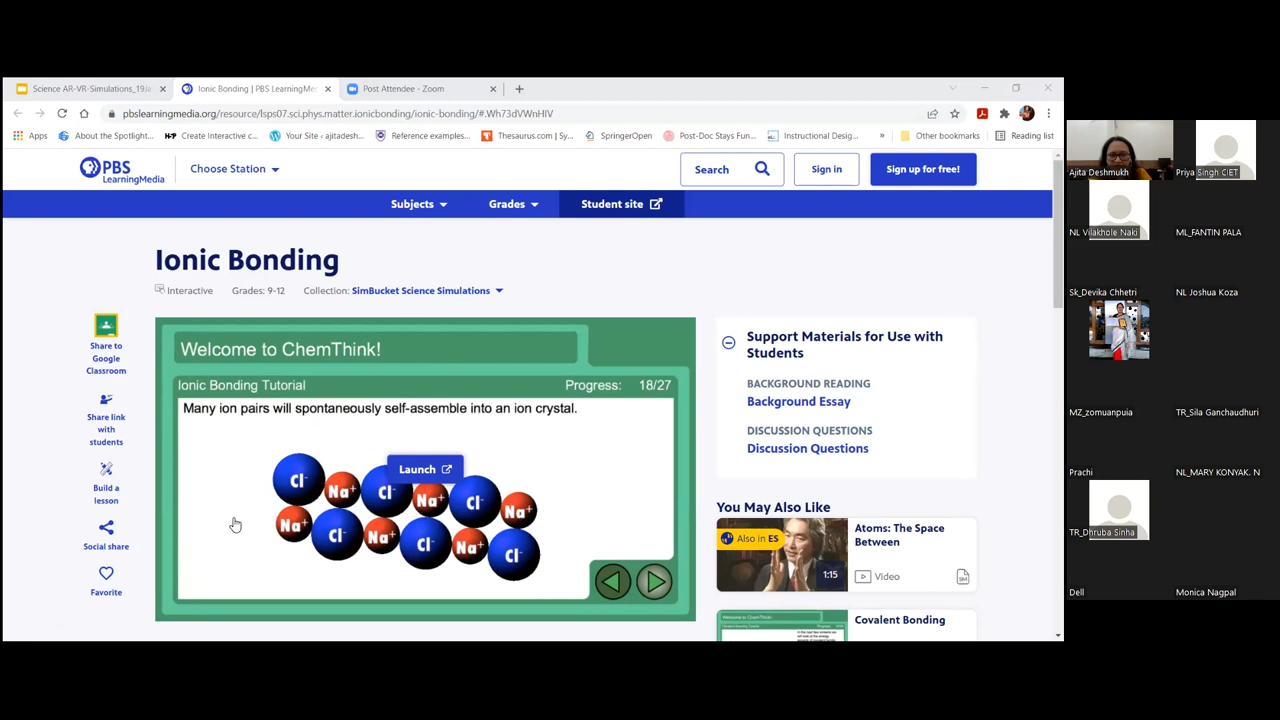 Science AR-VR-Simulations_19Ja
Ionic Bonding | PBS LearningMe
Post Attendee - Zoom
pbslearningmedia.org/resource/lsps07.sci.phys.matter.ionicbonding/ionic-bonding/#.Wh73dVWnHIV
Apps
About the Spotlight...
Create Interactive c...
Your Site - ajitadesh...
Reference examples...
Thesaurus.com | Sy...
SpringerOpen
Post-Doc Stays Fun...
Instructional Desig...
»
Other bookmarks
Reading list
PBS
LearningMedia
Choose Station
Search
Sign in
Sign up for free!
Subjects
Grades
Student site
Ionic Bonding
Interactive
Grades: 9-12
Collection: SimBucket Science Simulations
Share to
Google
Classroom
Share link
with
students
Build a
lesson
Social share
Favorite
Welcome to ChemThink!
Ionic Bonding Tutorial
Progress: 18/27
Many ion pairs will spontaneously self-assemble into an ion crystal.
Cl- Na+ Cl- Na+ Cl- Na+
Na+ Cl- Na+ Cl- Na+ Cl-
Launch
Support Materials for Use with
Students
BACKGROUND READING
Background Essay
DISCUSSION QUESTIONS
Discussion Questions
You May Also Like
Also in ES
1:15
Atoms: The Space
Between
Video
Welcome to ChemThink!
Covalent Bonding
Ajita Deshmukh
Priya Singh CIET
NL Vilakhole Naki
ML_FANTIN PALA
Sk_Devika Chhetri
NL Joshua Koza
MZ_zomuanpuia
TR_Sila Ganchaudhuri
Prachi
NL_MARY KONYAK. N
TR_Dhruba Sinha
Dell
Monica Nagpal